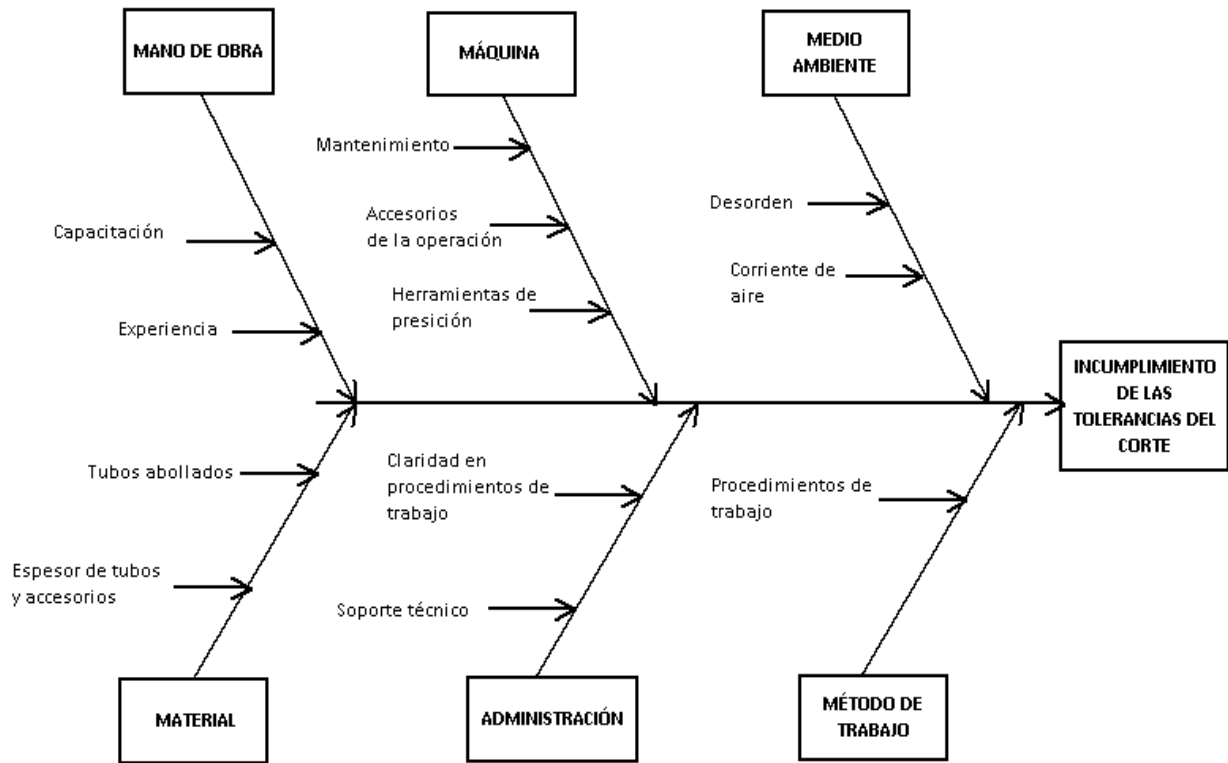 MANO DE OBRA
MÁQUINA
MEDIO
AMBIENTE
Mantenimiento
Accesorios
de la operación
Desorden
Capacitación
Corriente de
aire
Herramientas de
presición
Experiencia
INCUMPLIMIENTO
DE LAS
TOLERANCIAS DEL
CORTE
Tubos abollados
Claridad en
procedimientos de
trabajo
Procedimientos de
trabajo
Espesor de tubos
y accesorios
Soporte técnico
MATERIAL
ADMINISTRACIÓN
MÉTODO DE
TRABAJO